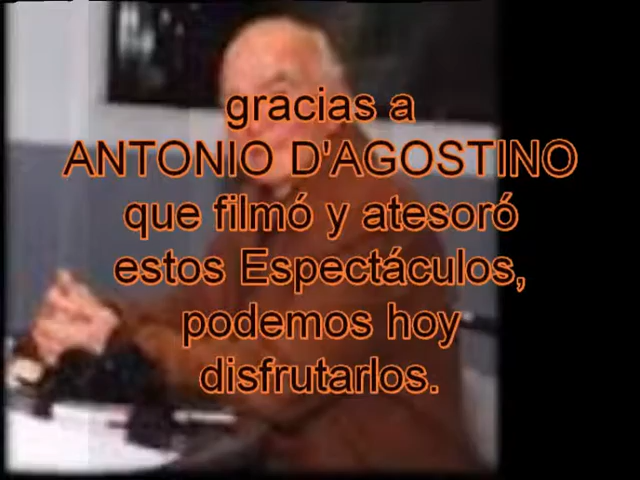 gracias a
ANTONIO D'AGOSTINO
que filmó y atesoró
estos Espectáculos,
podemos hoy
disfrutarlos.